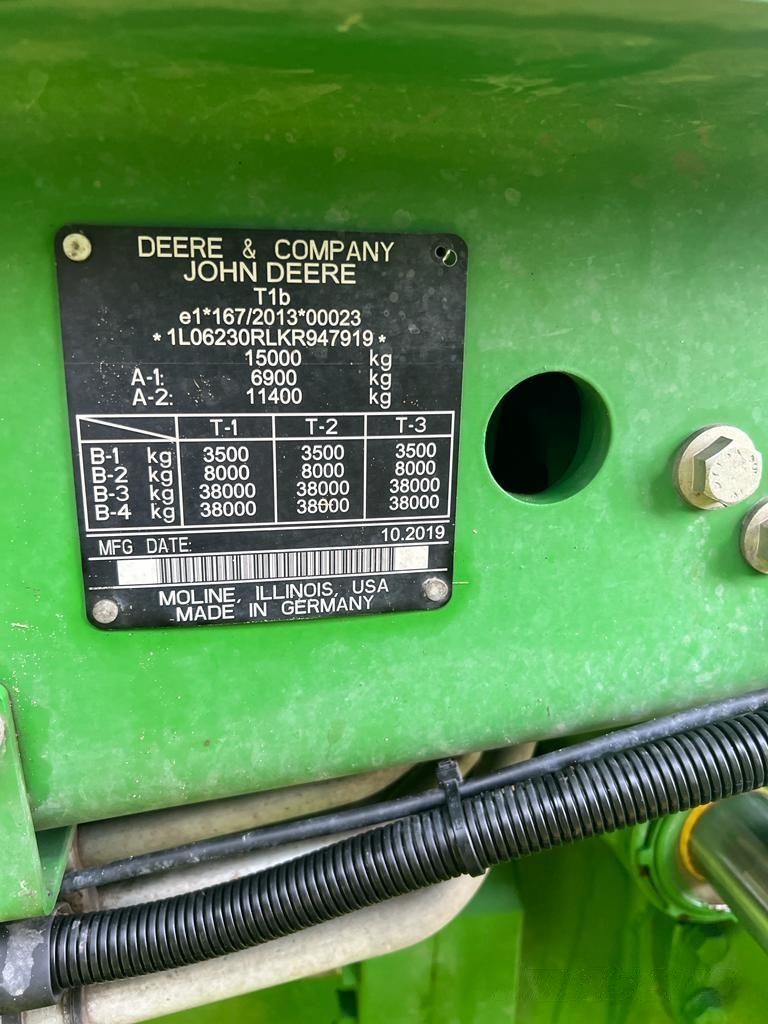 DEERE & COMPANY
JOHN DEERE
T1b
e1*167/2013*00023
*1L06230RLKR947919*
15000 kg
A-1: 6900 kg
A-2: 11400 kg
T-1 T-2 T-3
B-1 kg 3500 3500 3500
B-2 kg 8000 8000 8000
B-3 kg 38000 38000 38000
B-4 kg 38000 38000 38000
MFG DATE: 10.2019
MOLINE, ILLINOIS, USA
MADE IN GERMANY